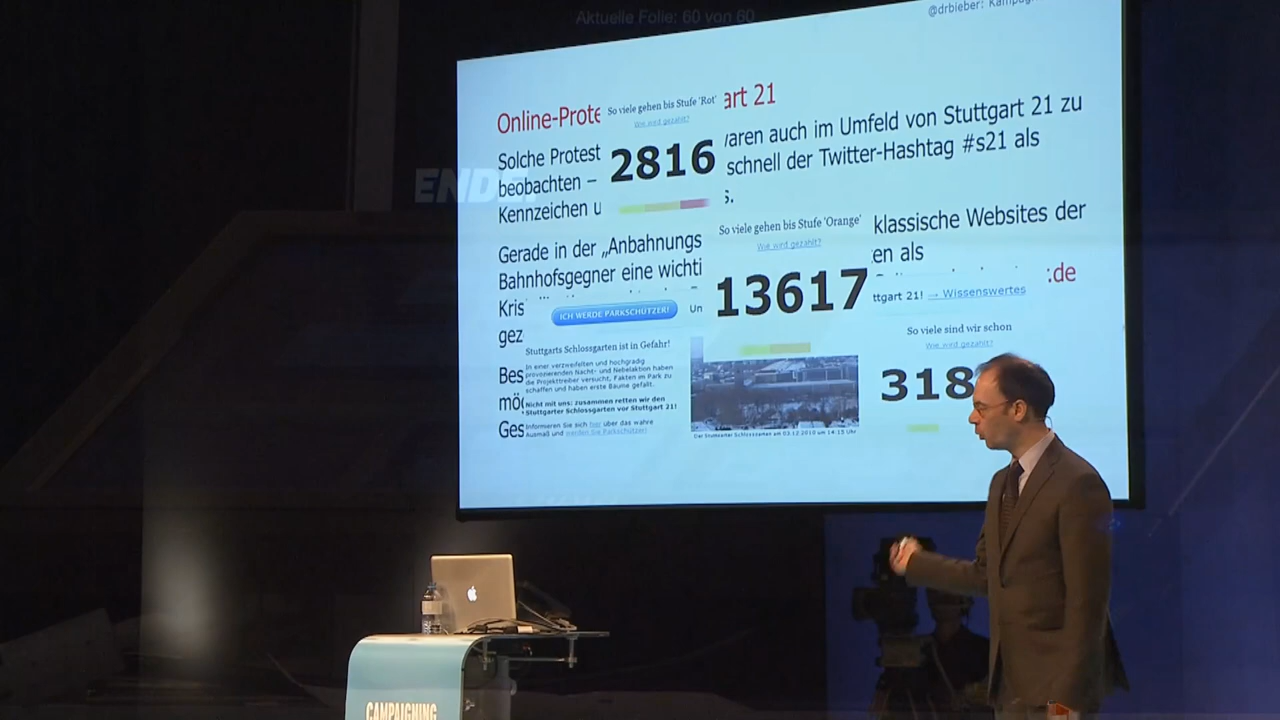 Aktuelle Folie: 60 von 60
@drbieber:
ENDE.
Online-Prote
art 21
So viele gehen bis Stufe 'Rot'
Wie wird gezählt?
2816
Solche Protest
waren auch im Umfeld von Stuttgart 21 zu
beobachten –
schnell der Twitter-Hashtag #s21 als
Kennzeichen u
s.
So viele gehen bis Stufe 'Orange'
Wie wird gezählt?
13617
Gerade in der „Anbahnungs
klassische Websites der
Bahnhofsgegner eine wichti
en als
Kris
:de
gez
ICH WERDE PARKSCHÜTZER!
Un
ttgart 21! → Wissenswertes
Stuttgarts Schlossgarten ist in Gefahr!
So viele sind wir schon
Wie wird gezählt?
318
Bes
In einer verzweifelten und hochgradig
provozierenden Nacht- und Nebelaktion haben
die Projekttreiber versucht, Fakten im Park zu
schaffen und haben erste Bäume gefällt.
mög
Nicht mit uns: zusammen retten wir den
Stuttgarter Schlossgarten vor Stuttgart 21!
Ges
Informieren Sie sich hier über das wahre
Ausmaß und werden Sie Parkschützer!
Der Stuttgarter Schlossgarten am 03.12.2010 um 14:15 Uhr
CAMPAIGNING